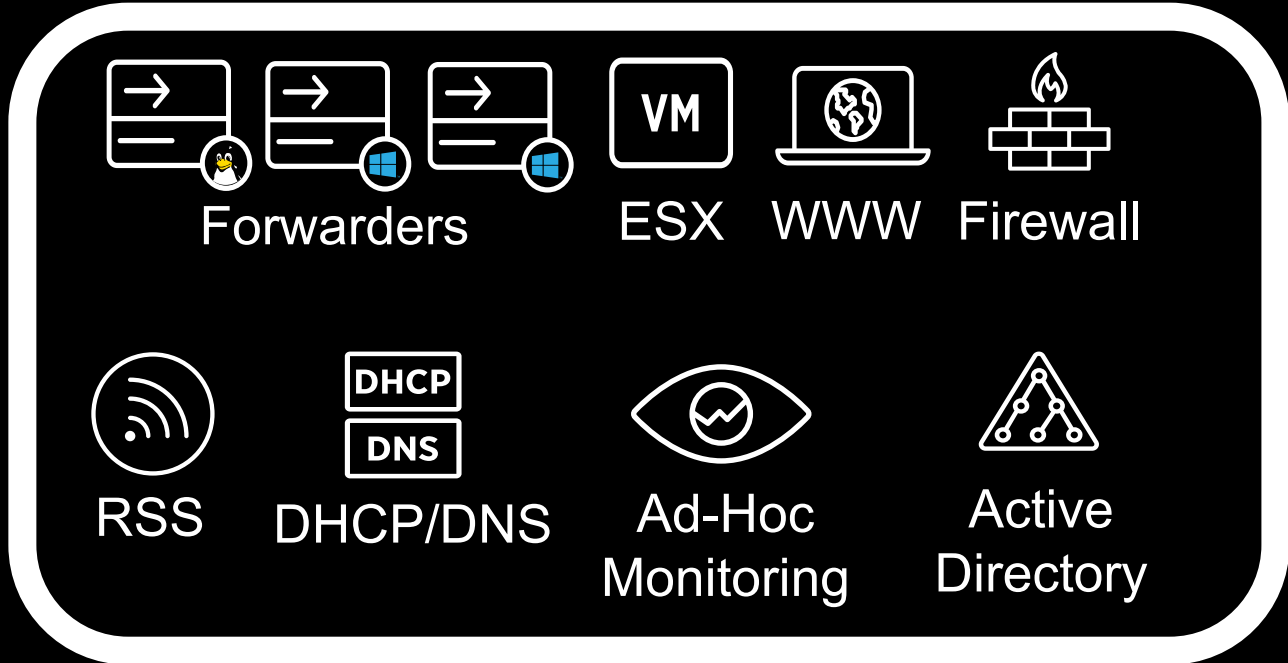 VM
Forwarders
ESX
WWW
Firewall
DHCP
DNS
RSS
DHCP/DNS
Ad-Hoc
Monitoring
Active
Directory